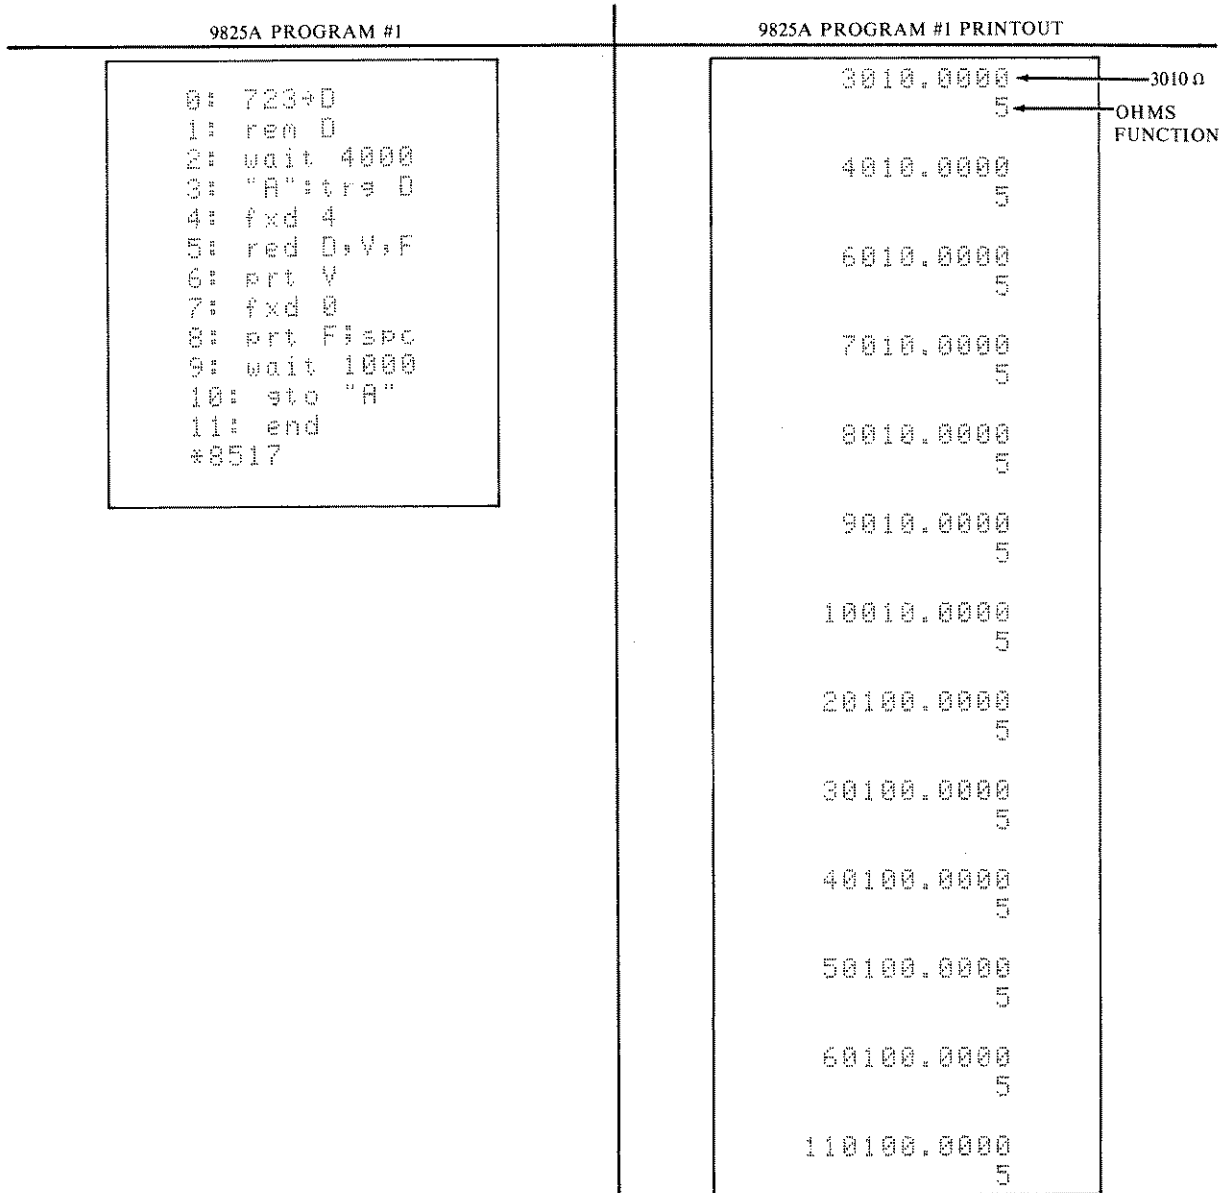 9825A PROGRAM #1
0: 723→D
1: rem D
2: wait 4000
3: "A":trg D
4: fxd 4
5: red D,V,F
6: prt V
7: fxd 0
8: prt F;spc
9: wait 1000
10: gto "A"
11: end
*8517
9825A PROGRAM #1 PRINTOUT
3010.0000 3010 Ω
5 OHMS
FUNCTION
4010.0000
5
6010.0000
5
7010.0000
5
8010.0000
5
9010.0000
5
10010.0000
5
20100.0000
5
30100.0000
5
40100.0000
5
50100.0000
5
60100.0000
5
110100.0000
5